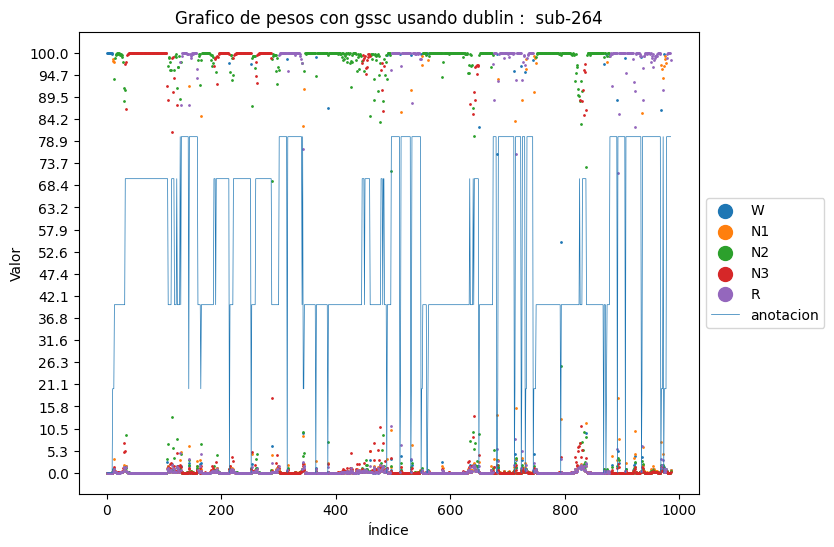 Grafico de pesos con gssc usando dublin :  sub-264
Valor
100.0
94.7
89.5
84.2
78.9
73.7
68.4
63.2
57.9
52.6
47.4
42.1
36.8
31.6
26.3
21.1
15.8
10.5
5.3
0.0
0 200 400 600 800 1000
Índice
W
N1
N2
N3
R
anotacion